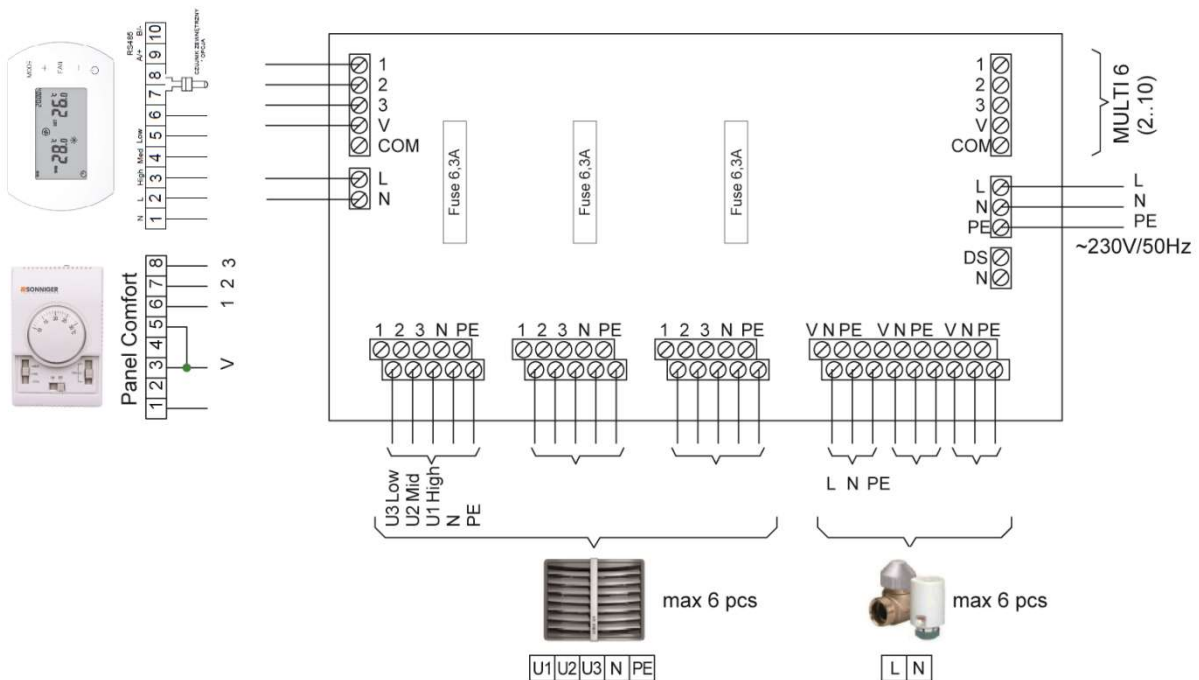 RS485
A/+ B/-
CZUJNIK ZEWNĘTRZNY
* OPCJA
10
9
8
7
6
5 Low
4 Med
3 High
2 L
1 N
MODE + FAN -
Panel Comfort
8 3
7 2
6 1
5
4
3 V
2
1
SONNIGER
1
2
3
V
COM
L
N
Fuse 6,3A
Fuse 6,3A
Fuse 6,3A
1
2
3
V
COM
MULTI 6
(2..10)
L L
N N
PE PE
~230V/50Hz
DS
N
1 2 3 N PE
1 2 3 N PE
1 2 3 N PE
V N PE V N PE V N PE
U3 Low
U2 Mid
U1 High
N
PE
L N PE
max 6 pcs
max 6 pcs
U1 U2 U3 N PE
L N